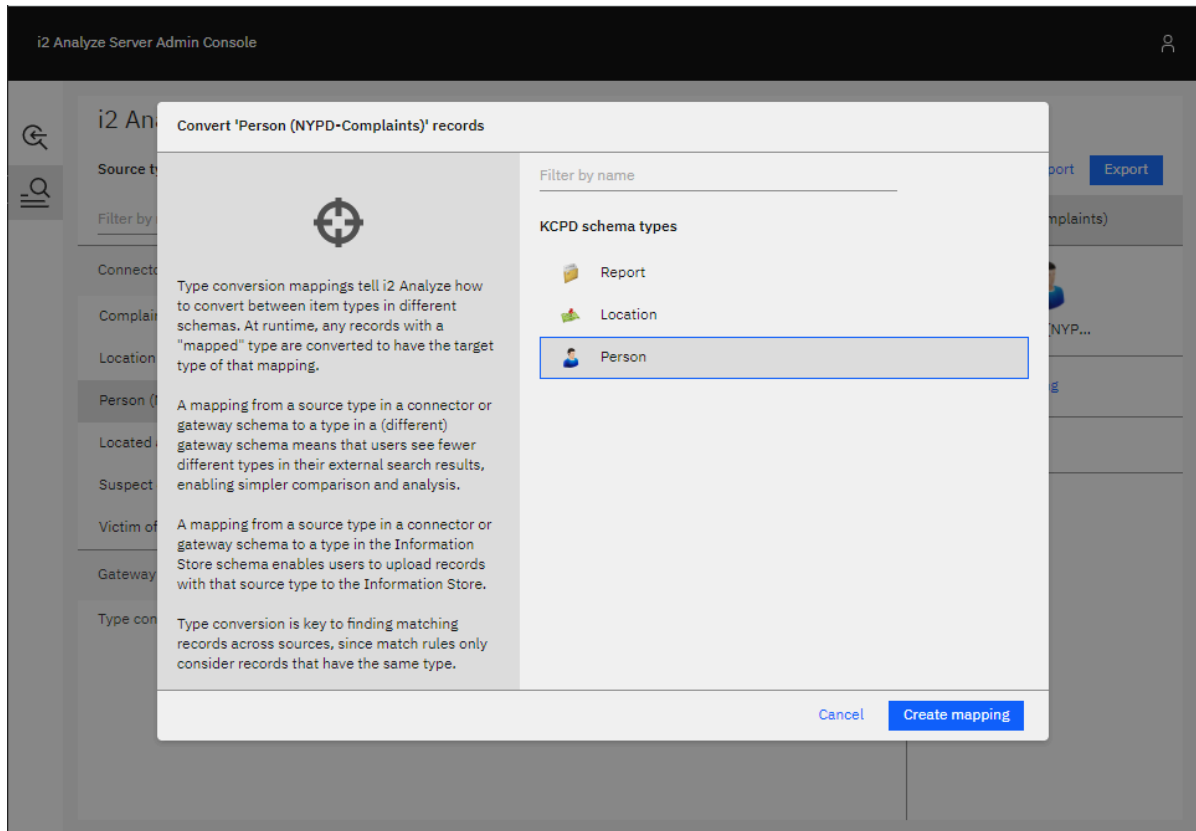 i2 Analyze Server Admin Console
i2 An
Convert 'Person (NYPD-Complaints)' records
Source ty
port
Export
Filter by
mplaints)
Connecto
Complain
Location
Person (
Located
Suspect
Victim of
Gateway
Type con
(NYP...
g
Type conversion mappings tell i2 Analyze how
to convert between item types in different
schemas. At runtime, any records with a
"mapped" type are converted to have the target
type of that mapping.
A mapping from a source type in a connector or
gateway schema to a type in a (different)
gateway schema means that users see fewer
different types in their external search results,
enabling simpler comparison and analysis.
A mapping from a source type in a connector or
gateway schema to a type in the Information
Store schema enables users to upload records
with that source type to the Information Store.
Type conversion is key to finding matching
records across sources, since match rules only
consider records that have the same type.
Filter by name
KCPD schema types
Report
Location
Person
Cancel
Create mapping